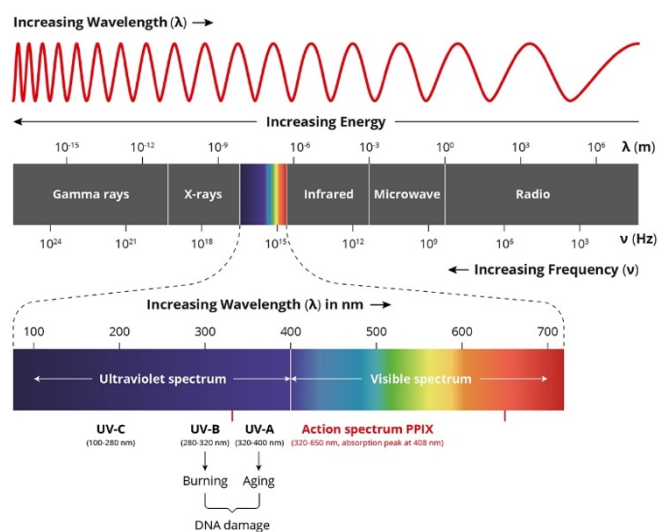 Increasing Wavelength (λ) →
Increasing Energy
10⁻¹⁵ 10⁻¹² 10⁻⁹ 10⁻⁶ 10⁻³ 10⁰ 10³ 10⁶ λ (m)
Gamma rays X-rays Infrared Microwave Radio
10²⁴ 10²¹ 10¹⁸ 10¹⁵ 10¹² 10⁹ 10⁶ 10³ ν (Hz)
← Increasing Frequency (ν)
Increasing Wavelength (λ) in nm →
100 200 300 400 500 600 700
Ultraviolet spectrum Visible spectrum
UV-C UV-B UV-A Action spectrum PPIX
(100-280 nm) (280-320 nm) (320-400 nm) (320-650 nm, absorption peak at 408 nm)
Burning Aging
DNA damage